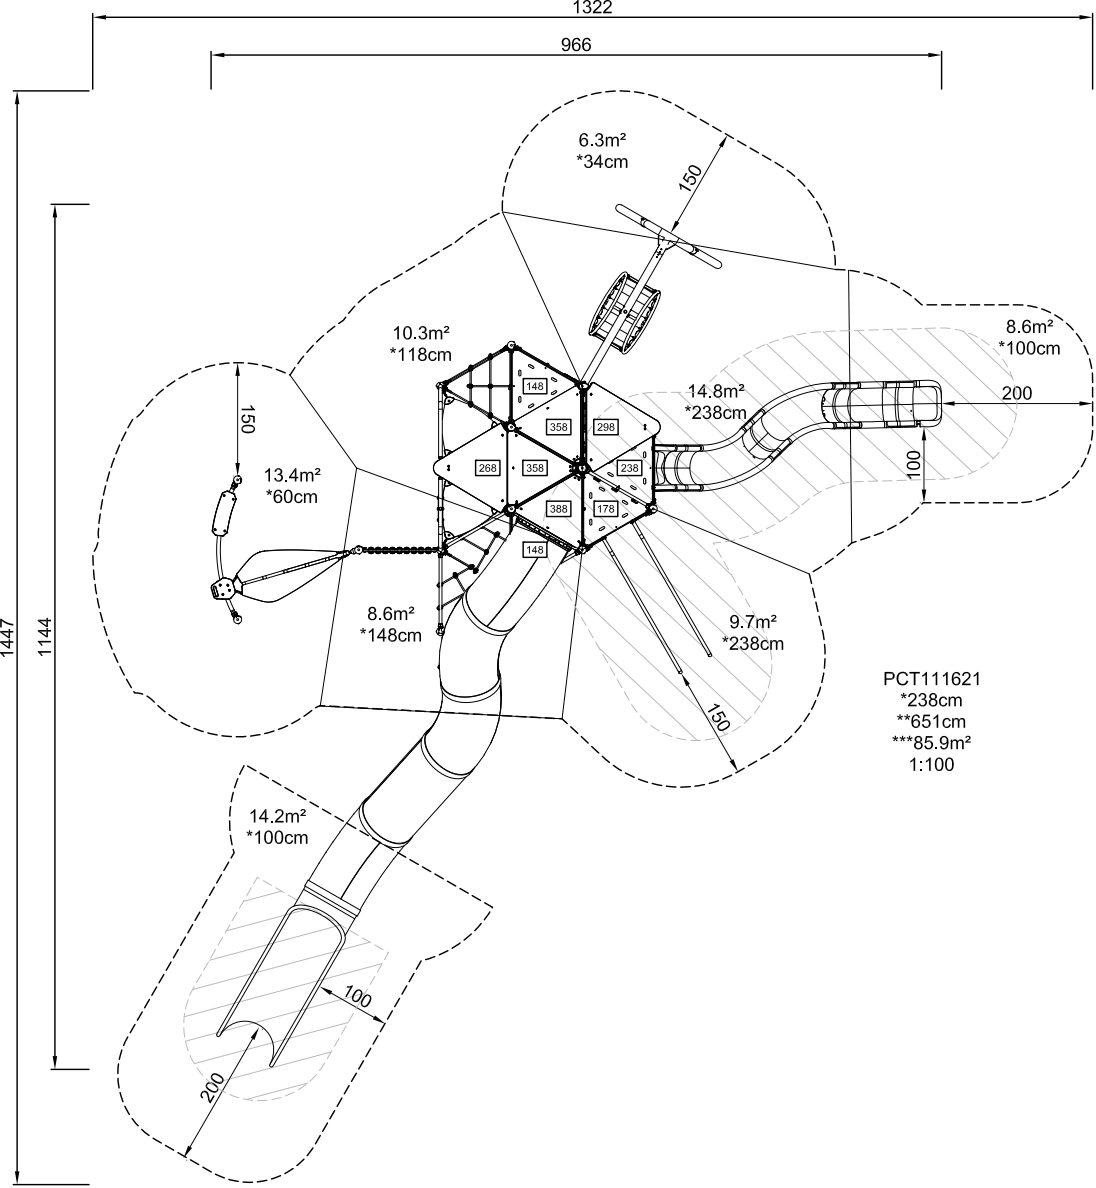 1322
966
6.3m²
*34cm
150
10.3m²
*118cm
8.6m²
*100cm
148
14.8m²
*238cm
200
150
358
298
100
13.4m²
*60cm
268
358
238
388
178
148
8.6m²
*148cm
9.7m²
*238cm
1447
1144
150
PCT111621
*238cm
**651cm
***85.9m²
1:100
14.2m²
*100cm
100
200